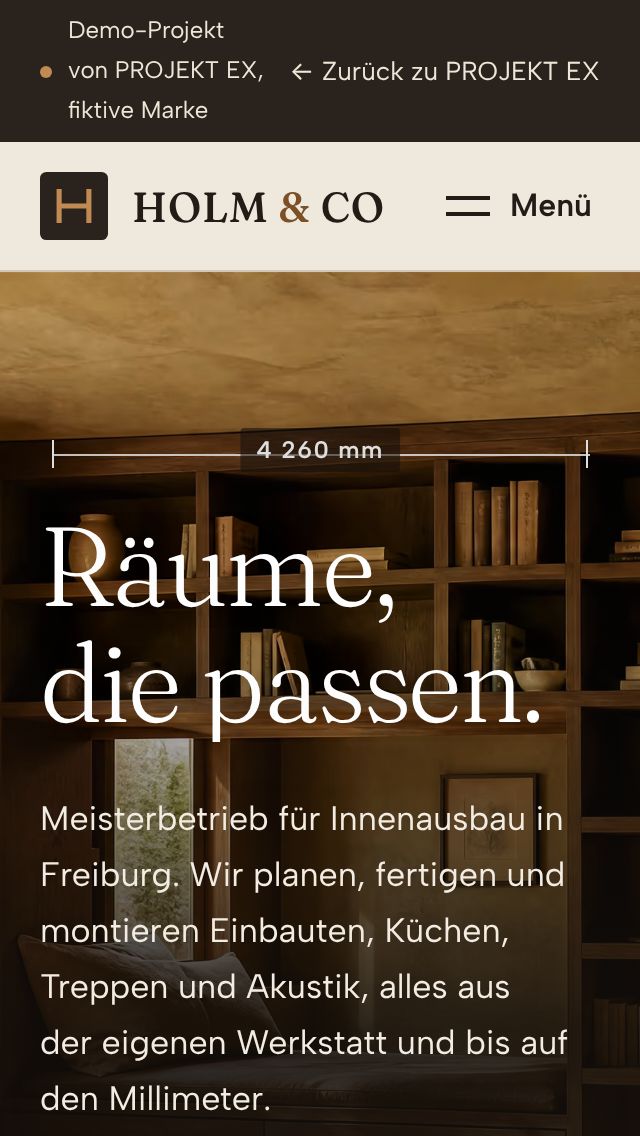 Demo-Projekt
von PROJEKT EX,
fiktive Marke
← Zurück zu PROJEKT EX
H
HOLM & CO
Menü
4 260 mm
Räume,
die passen.
Meisterbetrieb für Innenausbau in
Freiburg. Wir planen, fertigen und
montieren Einbauten, Küchen,
Treppen und Akustik, alles aus
der eigenen Werkstatt und bis auf
den Millimeter.